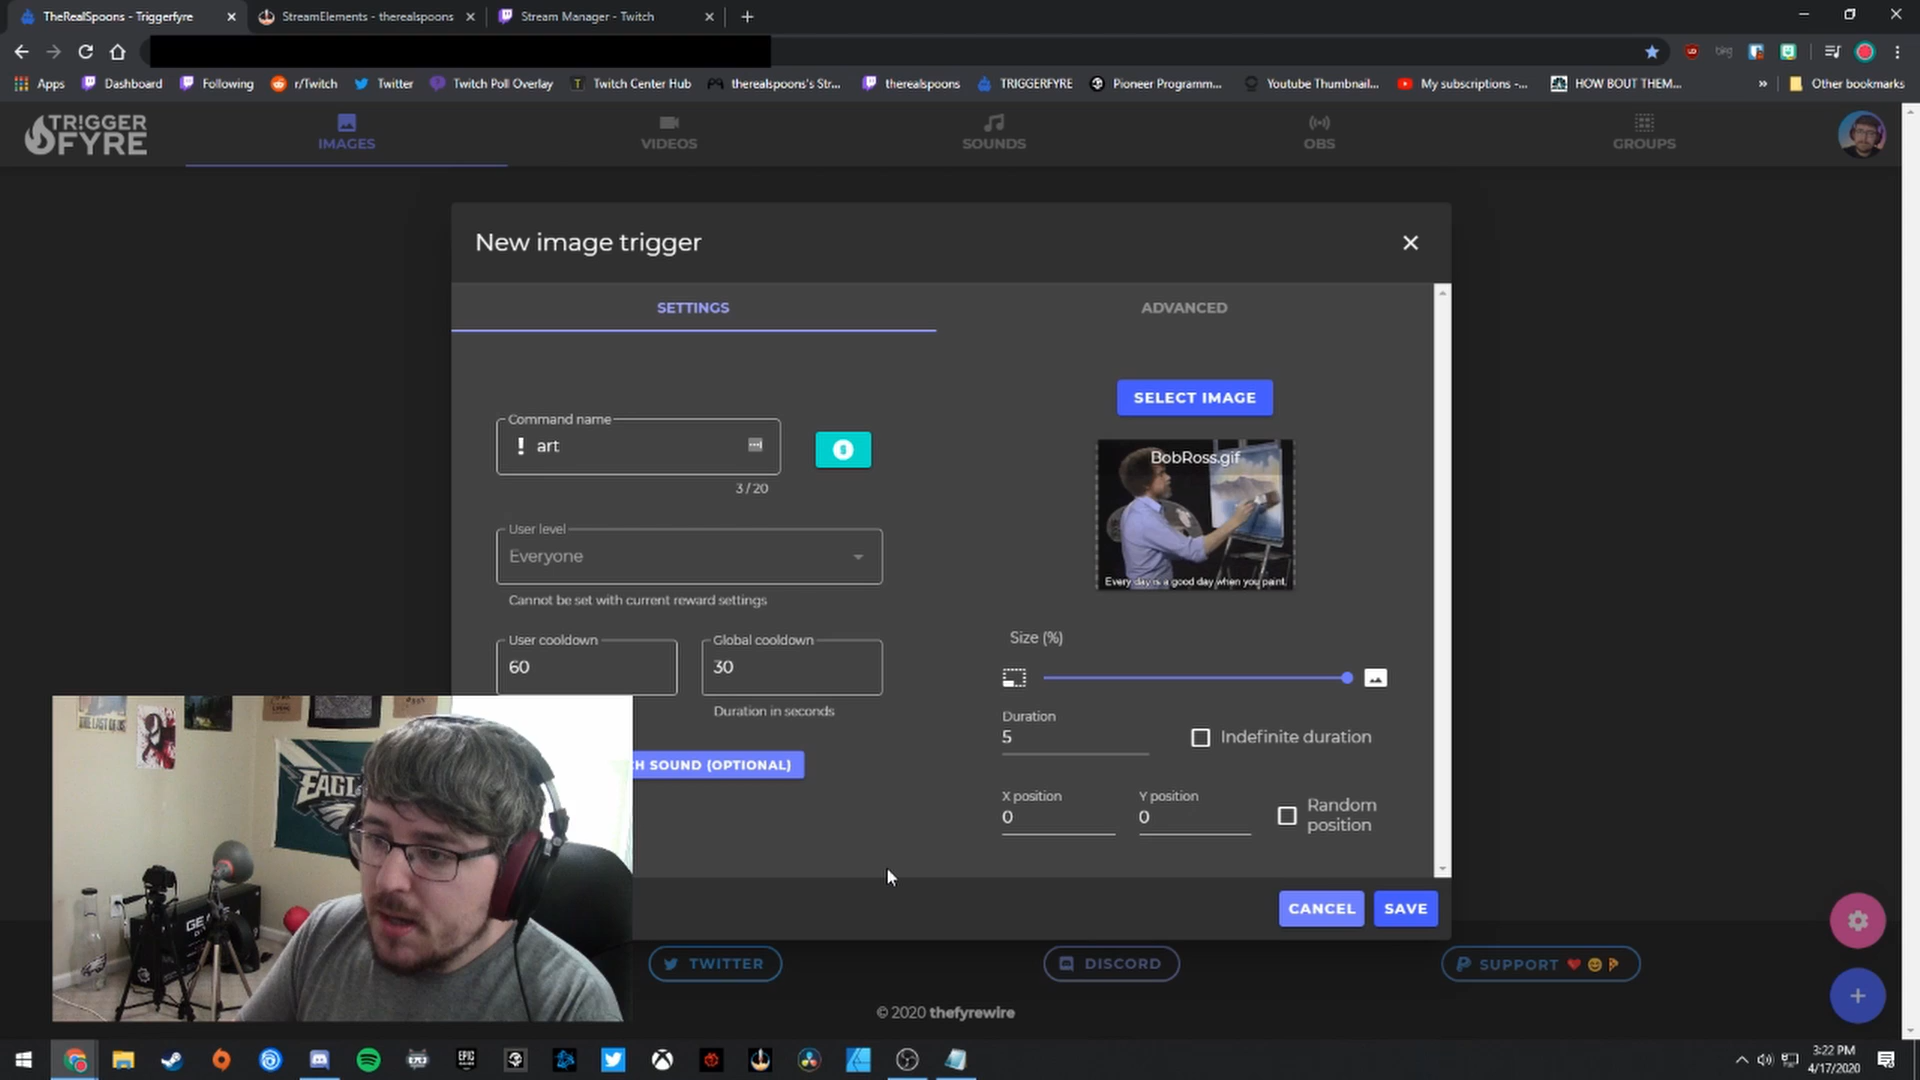 TheRealSpoons - Triggerfyre
StreamElements - therealspoons
Stream Manager - Twitch
Apps
Dashboard
Following
r/Twitch
Twitter
Twitch Poll Overlay
Twitch Center Hub
therealspoons's Str...
therealspoons
TRIGGERFYRE
Pioneer Programm...
Youtube Thumbnail...
My subscriptions -...
HOW BOUT THEM...
»
Other bookmarks
TR!GGER
FYRE
IMAGES
VIDEOS
SOUNDS
OBS
GROUPS
New image trigger
SETTINGS
ADVANCED
SELECT IMAGE
Command name
! art
3 / 20
BobRoss.gif
Every day is a good day when you paint.
User level
Everyone
Cannot be set with current reward settings
User cooldown
60
Global cooldown
30
Duration in seconds
Size (%)
Duration
5
Indefinite duration
H SOUND (OPTIONAL)
X position
0
Y position
0
Random
position
EAGL
CANCEL
SAVE
TWITTER
DISCORD
SUPPORT
© 2020 thefyrewire
EPIC
3:22 PM
4/17/2020